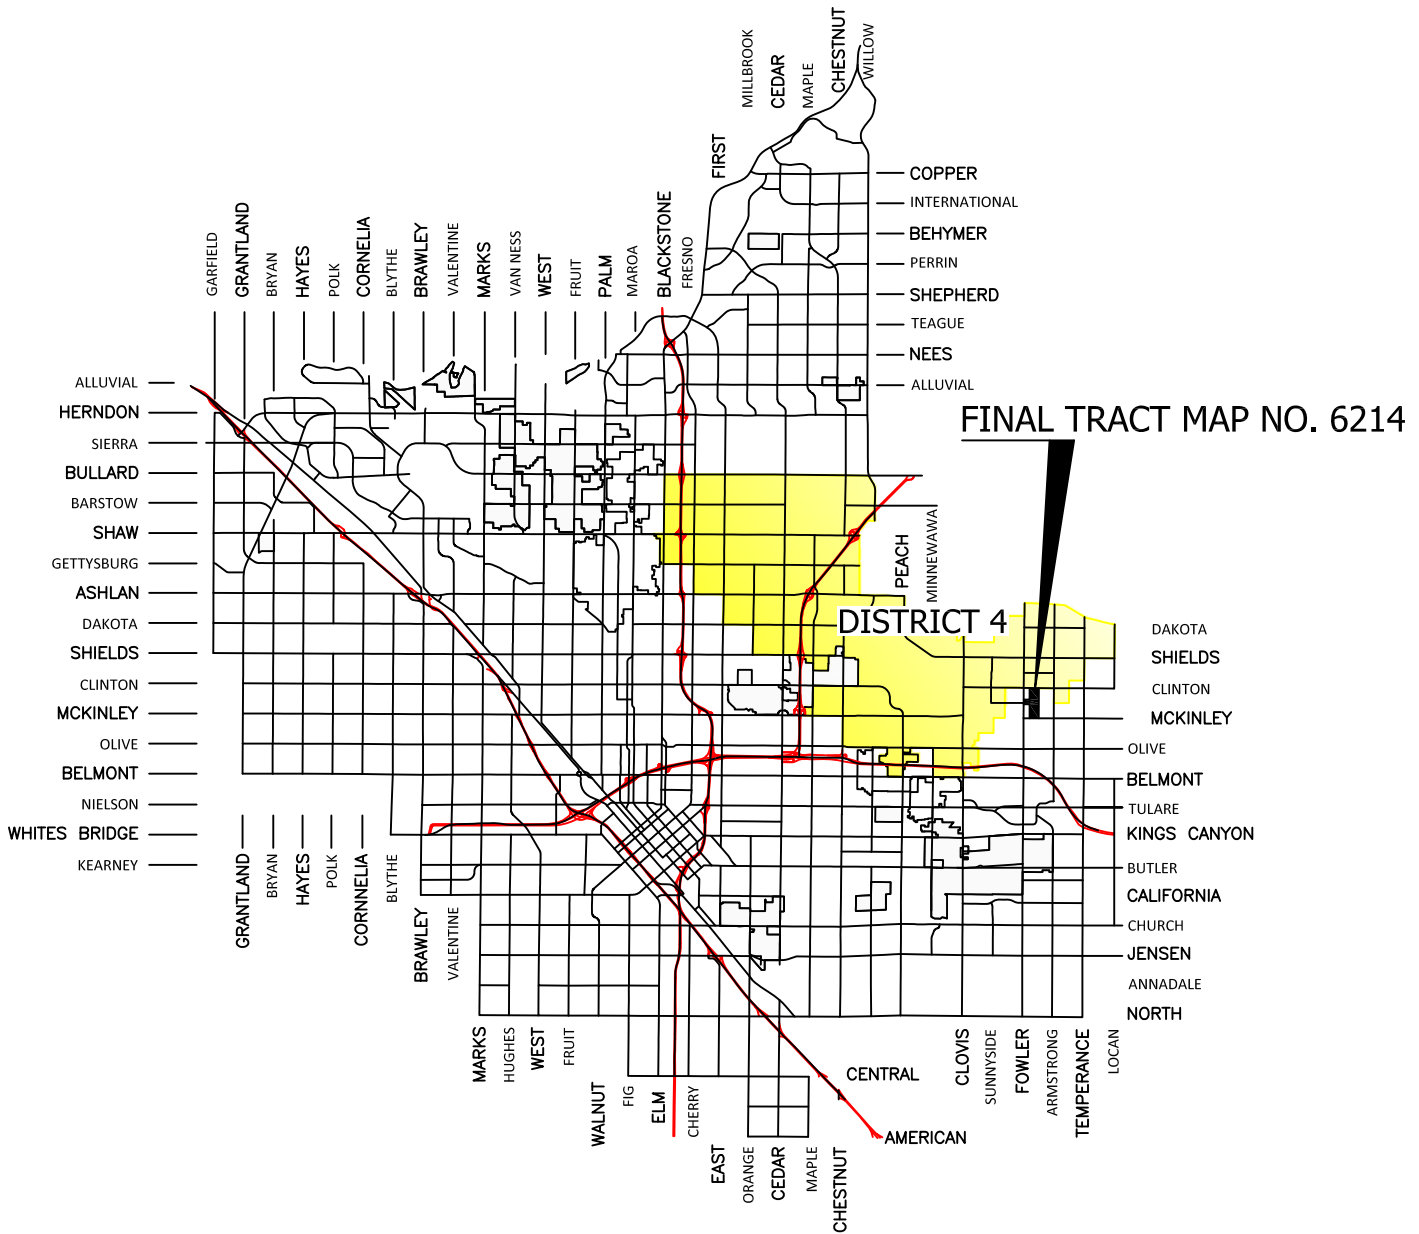 MILLBROOK
CEDAR
MAPLE
CHESTNUT
WILLOW
FIRST
COPPER
INTERNATIONAL
BEHYMER
PERRIN
SHEPHERD
TEAGUE
NEES
ALLUVIAL
GARFIELD
GRANTLAND
BRYAN
HAYES
POLK
CORNELIA
BLYTHE
BRAWLEY
VALENTINE
MARKS
VAN NESS
WEST
FRUIT
PALM
MAROA
BLACKSTONE
FRESNO
FINAL TRACT MAP NO. 6214
ALLUVIAL
HERNDON
SIERRA
BULLARD
BARSTOW
SHAW
GETTYSBURG
ASHLAN
DAKOTA
SHIELDS
CLINTON
MCKINLEY
OLIVE
BELMONT
NIELSON
WHITES BRIDGE
KEARNEY
PEACH
MINNEWAWA
DISTRICT 4
DAKOTA
SHIELDS
CLINTON
MCKINLEY
OLIVE
BELMONT
TULARE
KINGS CANYON
BUTLER
CALIFORNIA
CHURCH
JENSEN
ANNADALE
NORTH
GRANTLAND
BRYAN
HAYES
POLK
CORNNELIA
BLYTHE
BRAWLEY
VALENTINE
MARKS
HUGHES
WEST
FRUIT
WALNUT
FIG
ELM
CHERRY
EAST
ORANGE
CEDAR
MAPLE
CHESTNUT
CENTRAL
AMERICAN
CLOVIS
SUNNYSIDE
FOWLER
ARMSTRONG
TEMPERANCE
LOCAN